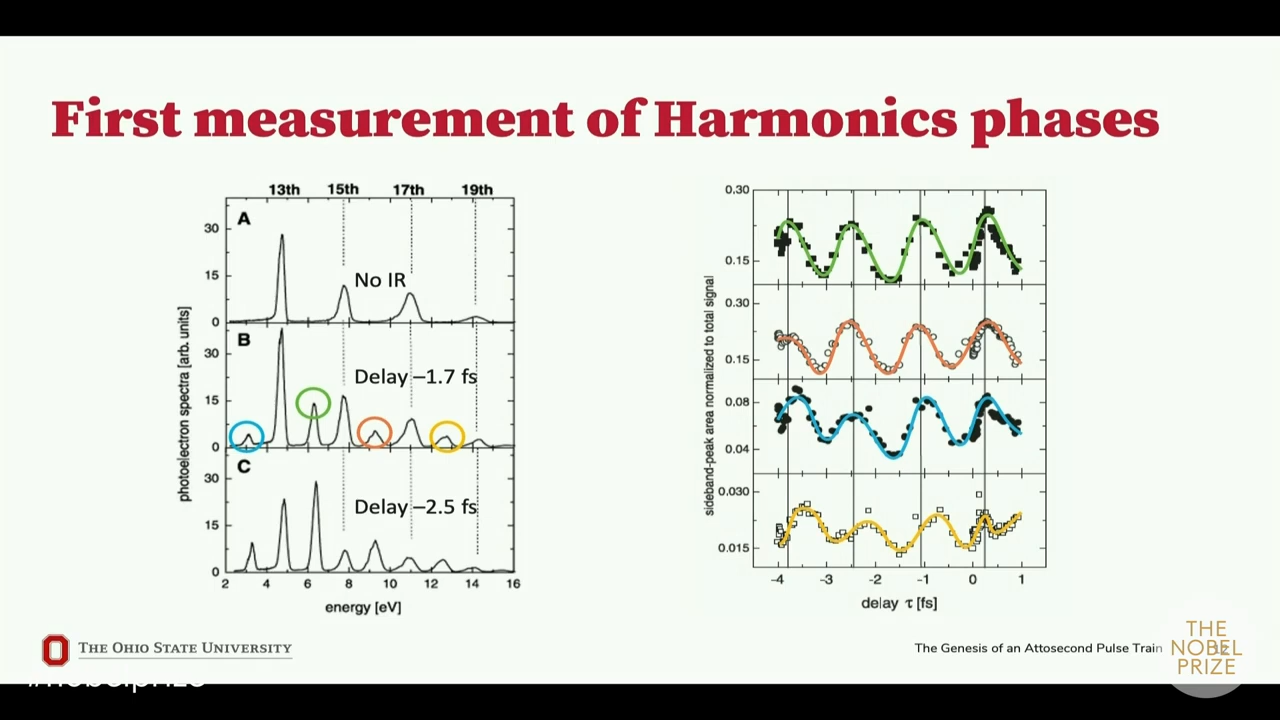 First measurement of Harmonics phases
13th 15th 17th 19th
A
30
15
0
No IR
B
30
15
0
Delay –1.7 fs
C
30
15
0
Delay –2.5 fs
2 4 6 8 10 12 14 16
energy [eV]
photoelectron spectra [arb. units]
0.30
0.15
0.30
0.15
0.08
0.04
0.030
0.015
-4 -3 -2 -1 0 1
delay τ [fs]
sideband-peak area normalized to total signal
THE OHIO STATE UNIVERSITY
The Genesis of an Attosecond Pulse Train
THE
NOBEL
PRIZE
#nobelprize